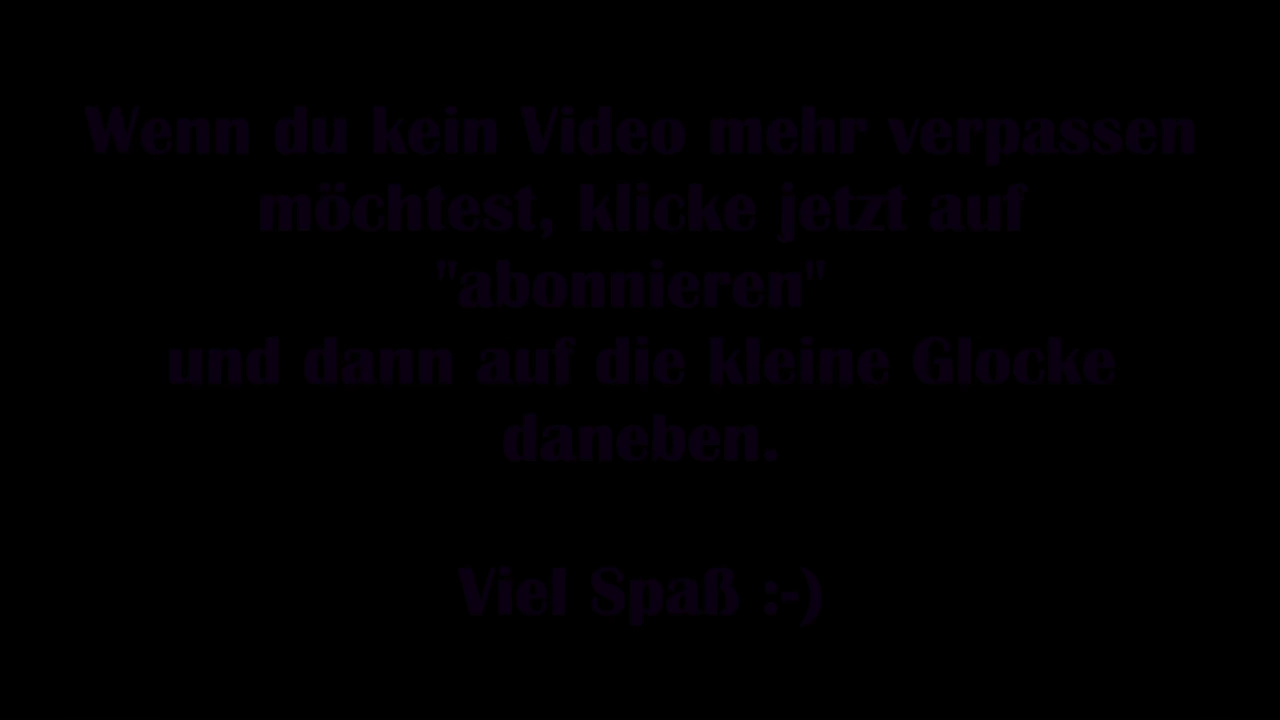 Wenn du kein Video mehr verpassen
möchtest, klicke jetzt auf
"abonnieren"
und dann auf die kleine Glocke
daneben.
Viel Spaß :-)